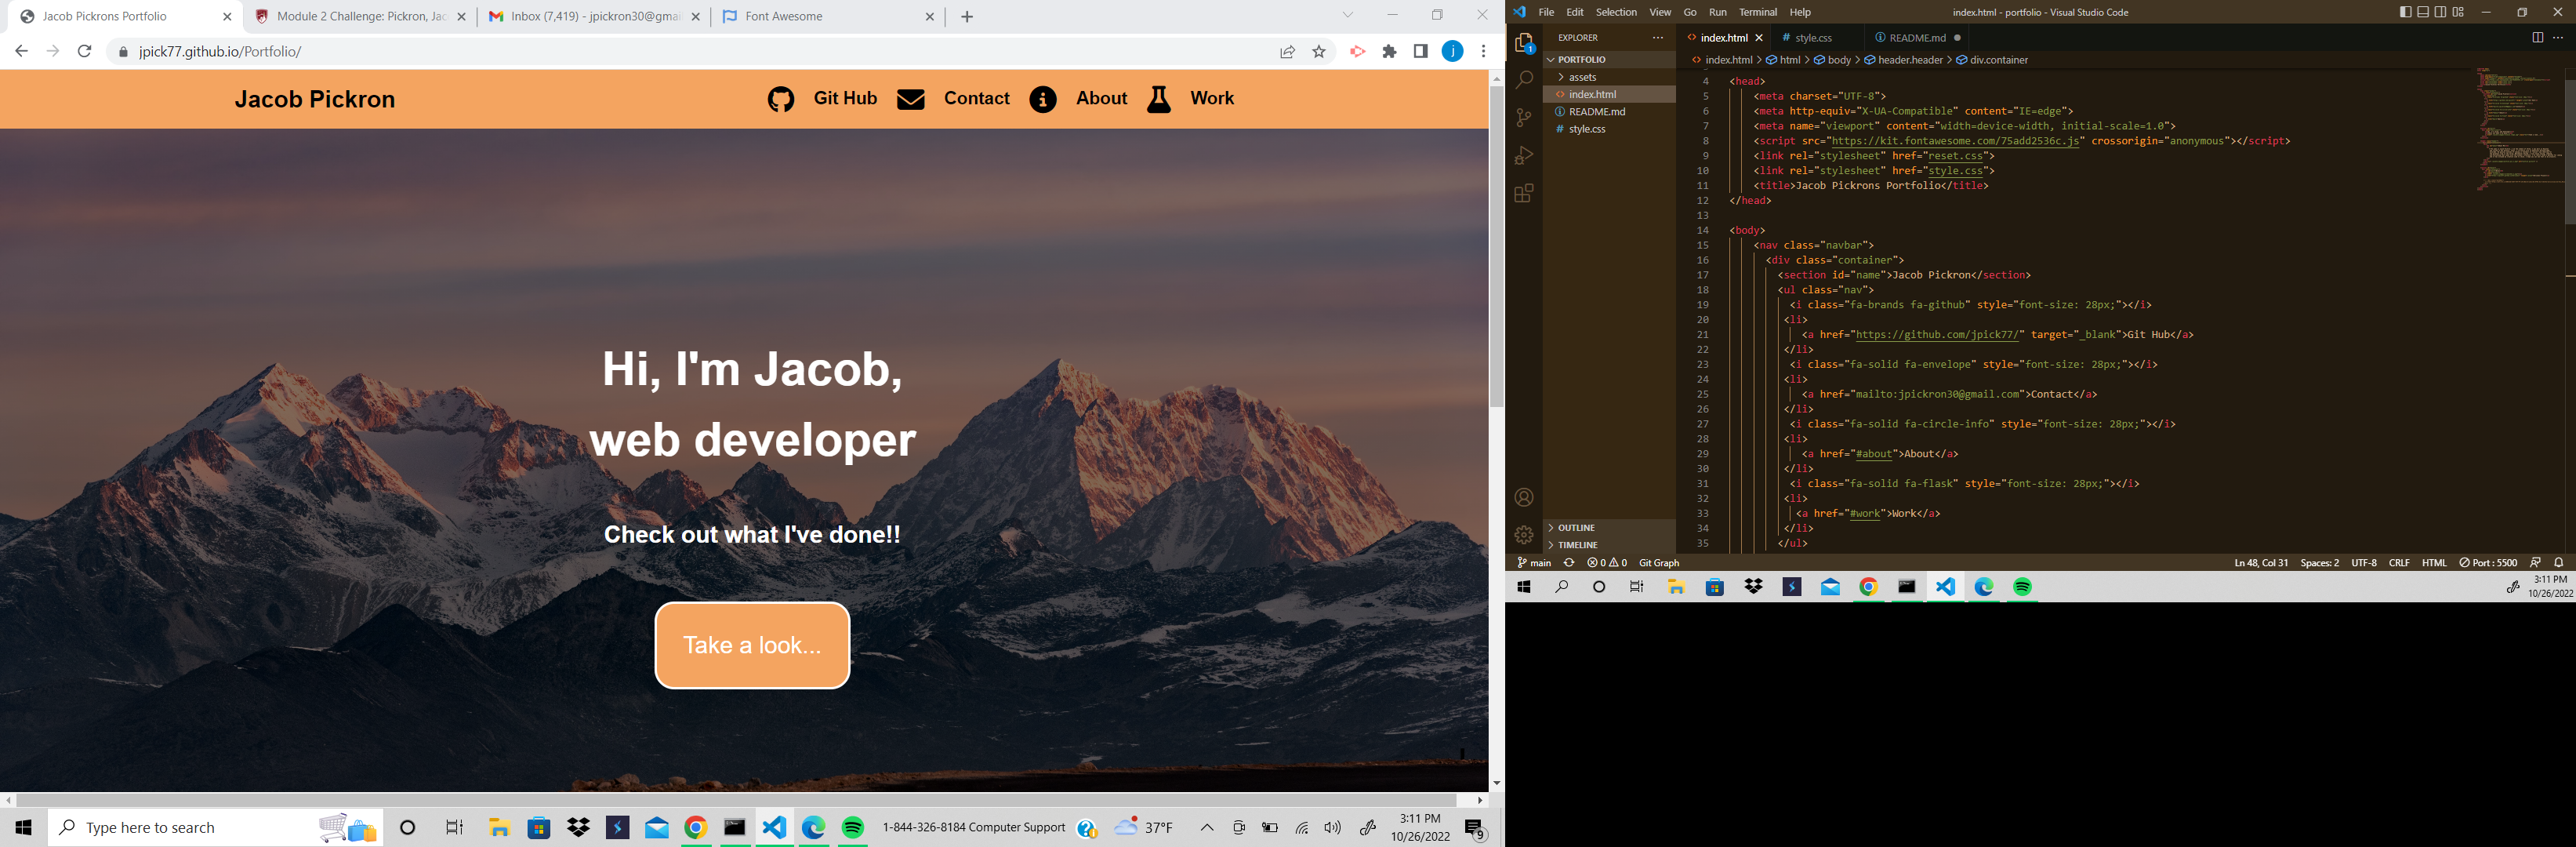 Jacob Pickrons Portfolio
Module 2 Challenge: Pickron, Jac
Inbox (7,419) - jpickron30@gmai
Font Awesome
jpick77.github.io/Portfolio/
j
Jacob Pickron
Git Hub
Contact
About
Work
Hi, I'm Jacob,
web developer
Check out what I've done!!
Take a look...
Type here to search
1-844-326-8184 Computer Support
37°F
3:11 PM
10/26/2022
9
File Edit Selection View Go Run Terminal Help
index.html - portfolio - Visual Studio Code
1
EXPLORER
PORTFOLIO
assets
index.html
README.md
style.css
OUTLINE
TIMELINE
index.html
style.css
README.md
index.html > html > body > header.header > div.container
4 <head>
5 <meta charset="UTF-8">
6 <meta http-equiv="X-UA-Compatible" content="IE=edge">
7 <meta name="viewport" content="width=device-width, initial-scale=1.0">
8 <script src="https://kit.fontawesome.com/75add2536c.js" crossorigin="anonymous"></script>
9 <link rel="stylesheet" href="reset.css">
10 <link rel="stylesheet" href="style.css">
11 <title>Jacob Pickrons Portfolio</title>
12 </head>
13
14 <body>
15 <nav class="navbar">
16 <div class="container">
17 <section id="name">Jacob Pickron</section>
18 <ul class="nav">
19 <i class="fa-brands fa-github" style="font-size: 28px;"></i>
20 <li>
21 <a href="https://github.com/jpick77/" target="_blank">Git Hub</a>
22 </li>
23 <i class="fa-solid fa-envelope" style="font-size: 28px;"></i>
24 <li>
25 <a href="mailto:jpickron30@gmail.com">Contact</a>
26 </li>
27 <i class="fa-solid fa-circle-info" style="font-size: 28px;"></i>
28 <li>
29 <a href="#about">About</a>
30 </li>
31 <i class="fa-solid fa-flask" style="font-size: 28px;"></i>
32 <li>
33 <a href="#work">Work</a>
34 </li>
35 </ul>
main
0 0
Git Graph
Ln 48, Col 31 Spaces: 2 UTF-8 CRLF HTML Port : 5500
3:11 PM
10/26/2022